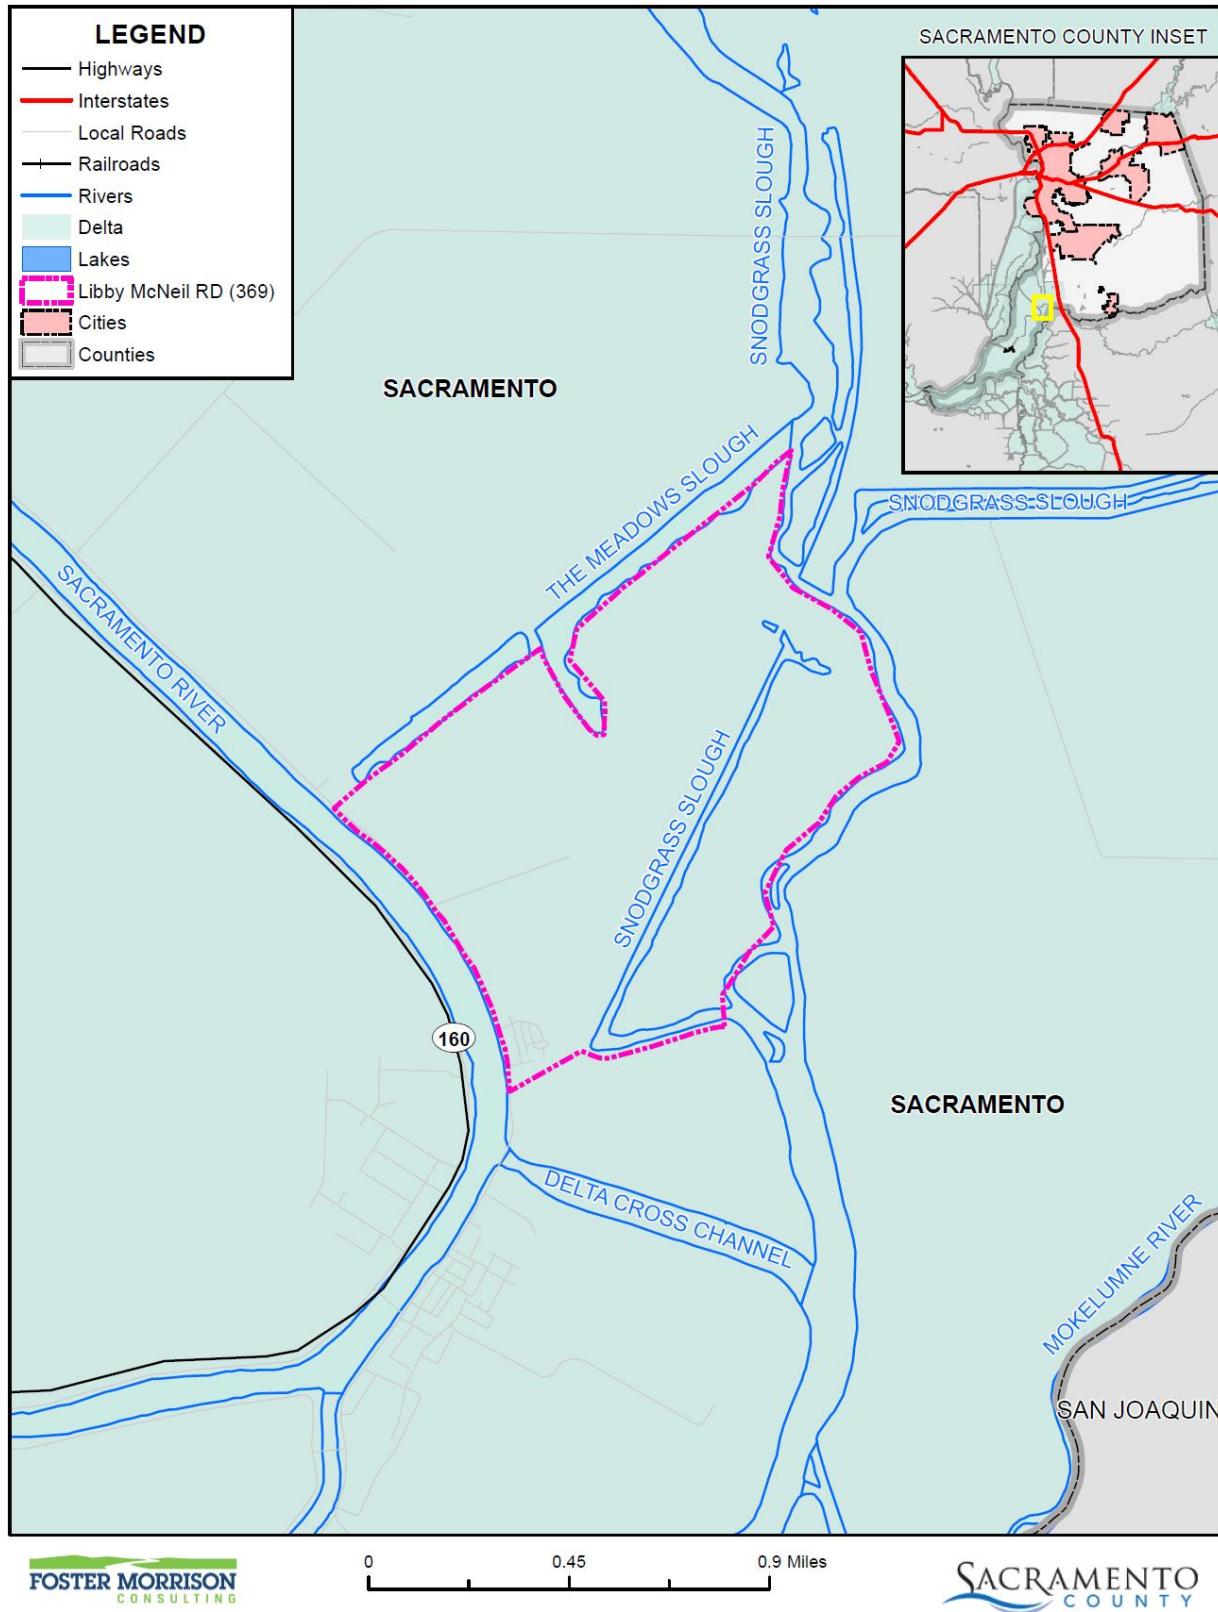 LEGEND
Highways
Interstates
Local Roads
Railroads
Rivers
Delta
Lakes
Libby McNeil RD (369)
Cities
Counties
SACRAMENTO COUNTY INSET
SNODGRASS SLOUGH
SACRAMENTO
THE MEADOWS SLOUGH
SNODGRASS SLOUGH
SACRAMENTO RIVER
SNODGRASS SLOUGH
160
SACRAMENTO
DELTA CROSS CHANNEL
MOKELUMNE RIVER
SAN JOAQUIN
FOSTER MORRISON
CONSULTING
0 0.45 0.9 Miles
SACRAMENTO
COUNTY